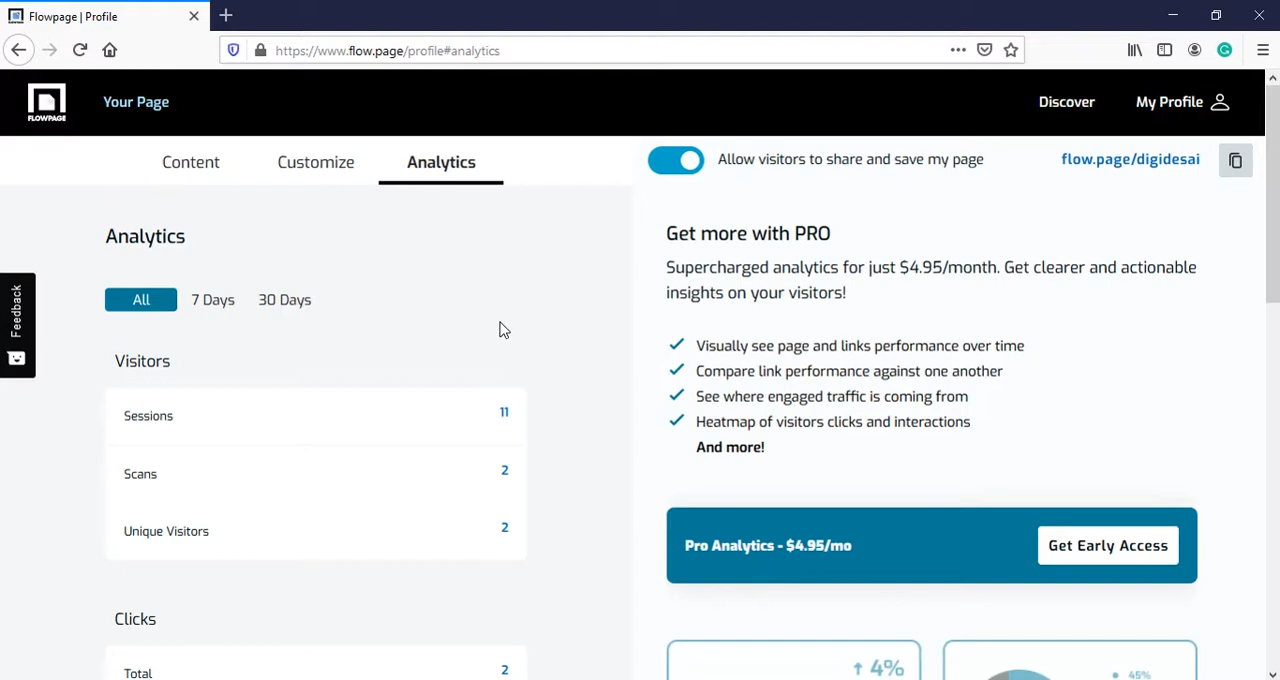 Flowpage | Profile
https://www.flow.page/profile#analytics
FLOWPAGE
Your Page
Discover
My Profile
Content
Customize
Analytics
Allow visitors to share and save my page
flow.page/digidesai
Analytics
All
7 Days
30 Days
Feedback
Visitors
Sessions
11
Scans
2
Unique Visitors
2
Clicks
Total
2
Get more with PRO
Supercharged analytics for just $4.95/month. Get clearer and actionable
insights on your visitors!
Visually see page and links performance over time
Compare link performance against one another
See where engaged traffic is coming from
Heatmap of visitors clicks and interactions
And more!
Pro Analytics - $4.95/mo
Get Early Access
↑ 4%
45%